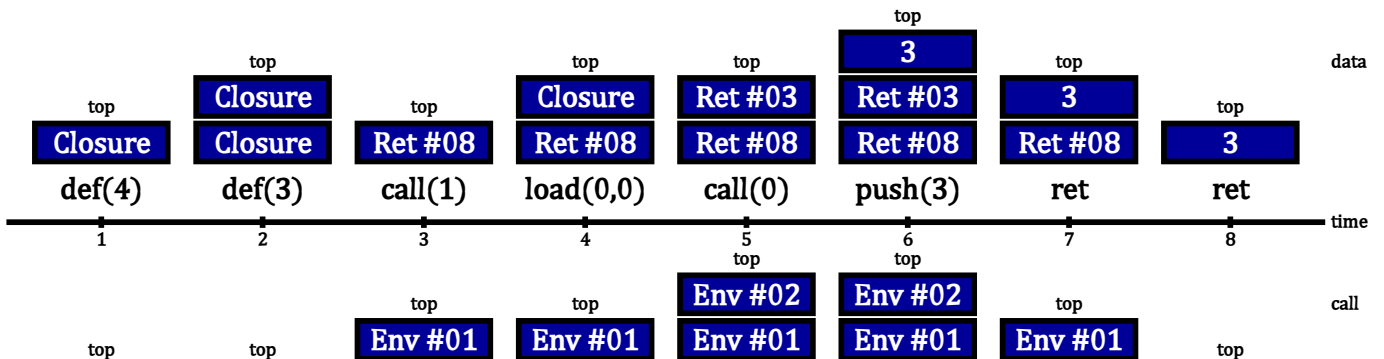 top
3
top top top top data
Closure Closure Ret #03 Ret #03 3
top top top
Closure Closure Ret #08 Ret #08 Ret #08 Ret #08 Ret #08 3
def(4) def(3) call(1) load(0,0) call(0) push(3) ret ret
time
1 2 3 4 5 6 7 8
top top
Env #02 Env #02 call
top top top
Env #01 Env #01 Env #01 Env #01 Env #01
top top top